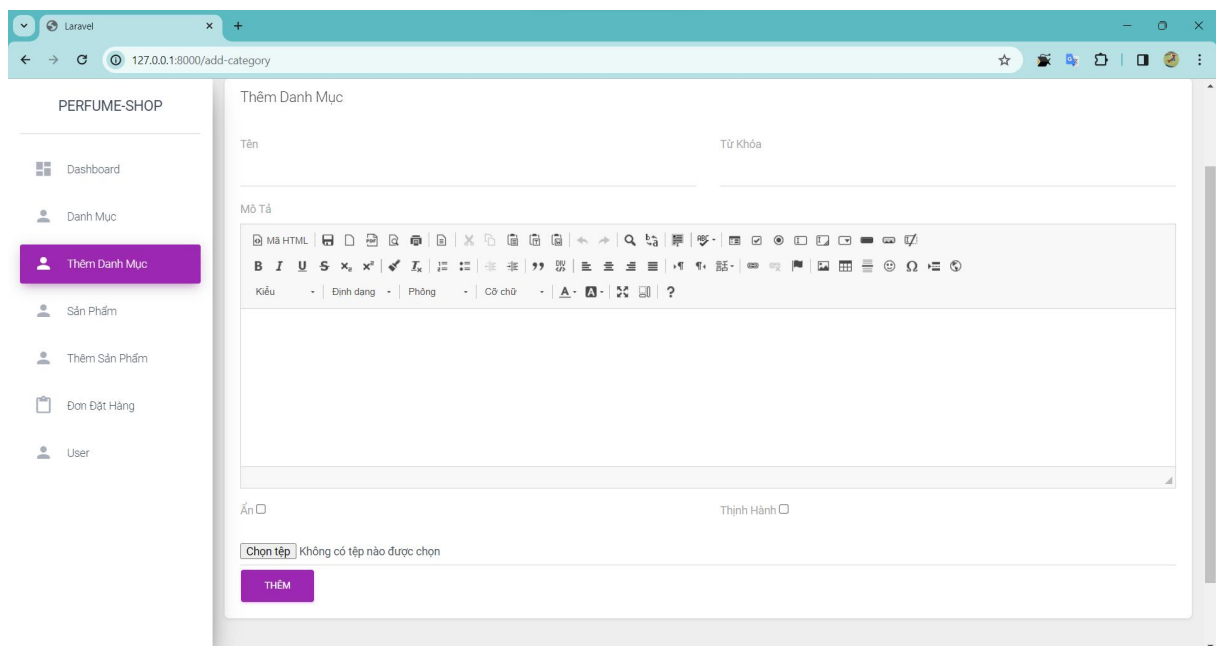 Laravel
127.0.0.1:8000/add-category
PERFUME-SHOP
Dashboard
Danh Mục
Thêm Danh Mục
Sản Phẩm
Thêm Sản Phẩm
Đơn Đặt Hàng
User
Thêm Danh Mục
Tên Từ Khóa
Mô Tả
Mã HTML
Kiểu Định dạng Phông Cỡ chữ
Ẩn Thịnh Hành
Chọn tệp Không có tệp nào được chọn
THÊM